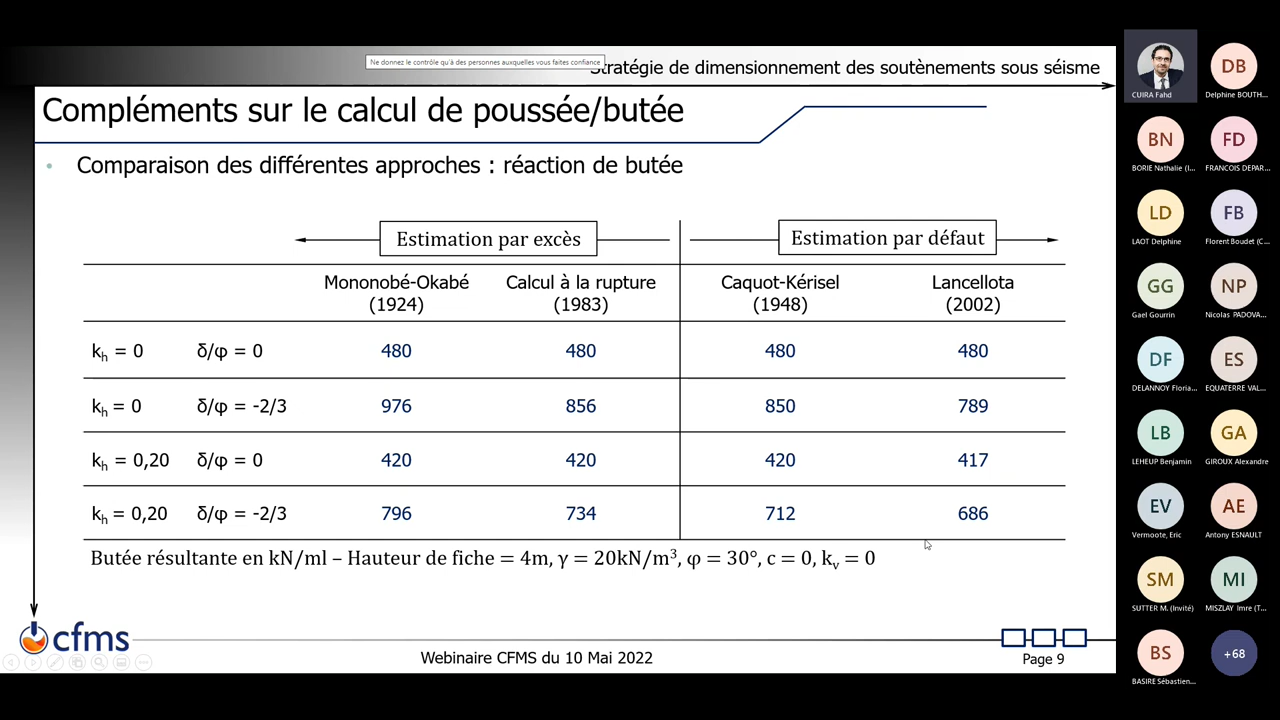 Ne donnez le contrôle qu'à des personnes auxquelles vous faites confiance
Stratégie de dimensionnement des soutènements sous séisme
Compléments sur le calcul de poussée/butée
• Comparaison des différentes approches : réaction de butée
Estimation par excès Estimation par défaut
Mononobé-Okabé (1924) Calcul à la rupture (1983) Caquot-Kérisel (1948) Lancellota (2002)
kh = 0 δ/φ = 0 480 480 480 480
kh = 0 δ/φ = -2/3 976 856 850 789
kh = 0,20 δ/φ = 0 420 420 420 417
kh = 0,20 δ/φ = -2/3 796 734 712 686
Butée résultante en kN/ml – Hauteur de fiche = 4m, γ = 20kN/m³, φ = 30°, c = 0, kv = 0
cfms
Webinaire CFMS du 10 Mai 2022
Page 9
CUIRA Fahd
DB
Delphine BOUTH...
BN
BORIE Nathalie (I...
FD
FRANCOIS DEPAR...
LD
LAOT Delphine
FB
Florent Boudet (C...
GG
Gael Gourrin
NP
Nicolas PADOVA...
DF
DELANNOY Floria...
ES
EQUATERRE VAL...
LB
LEHEUP Benjamin
GA
GIROUX Alexandre
EV
Vermoote, Eric
AE
Antony ESNAULT
SM
SUTTER M. (Invité)
MI
MISZLAY Imre (T...
BS
BASIRE Sébastien...
+68